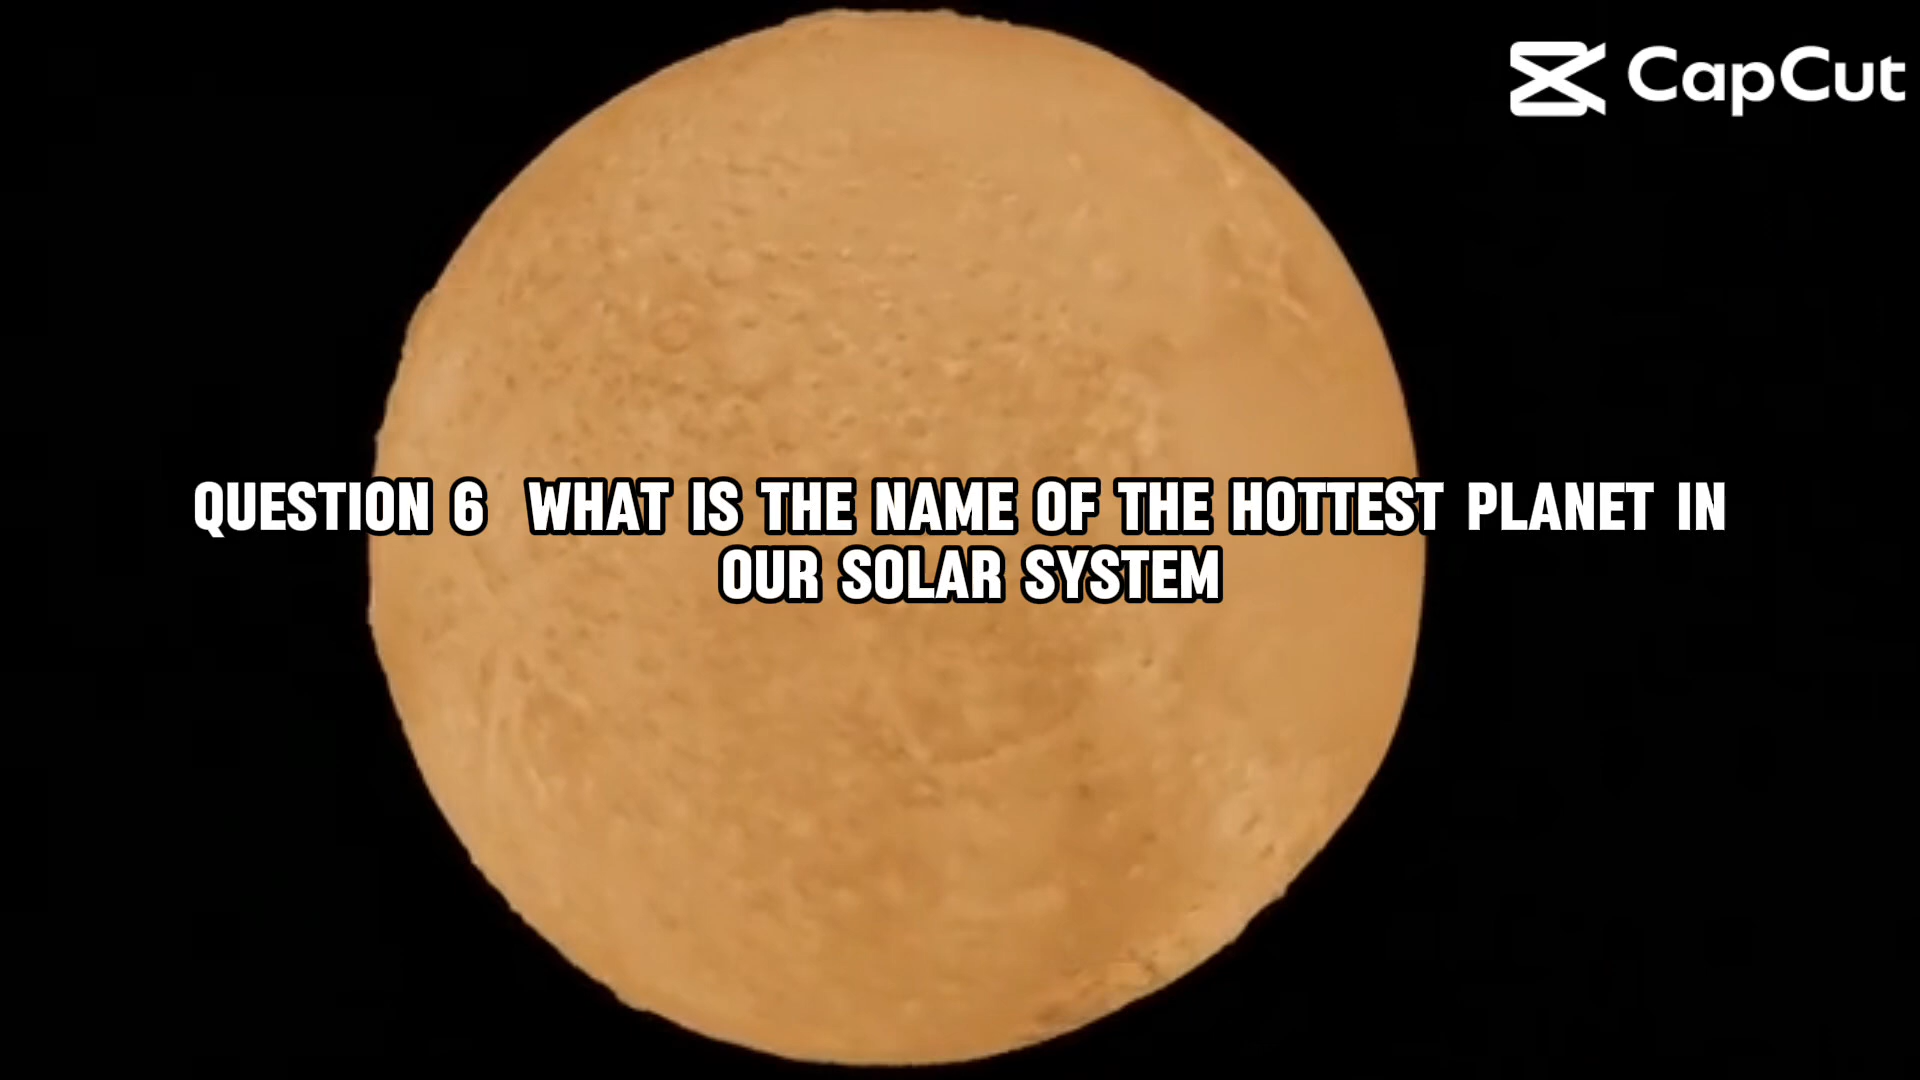 CapCut
QUESTION 6 WHAT IS THE NAME OF THE HOTTEST PLANET IN
OUR SOLAR SYSTEM